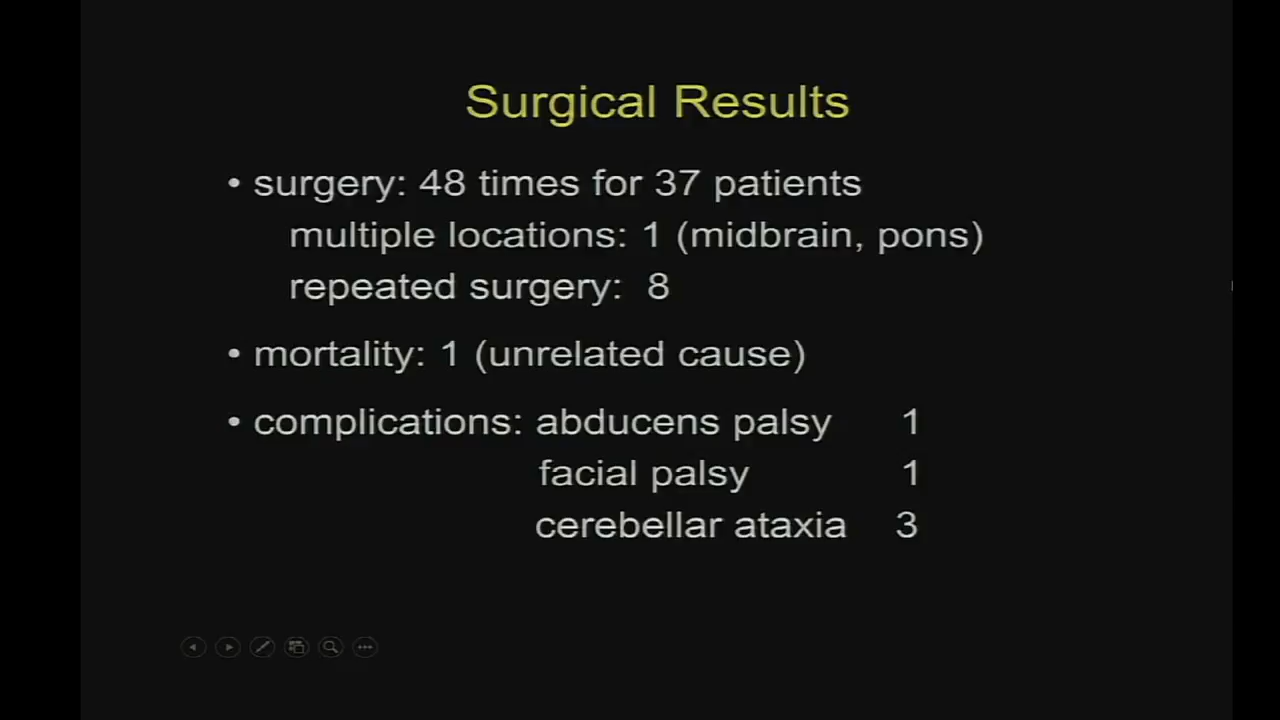 Surgical Results
• surgery: 48 times for 37 patients
multiple locations: 1 (midbrain, pons)
repeated surgery: 8
• mortality: 1 (unrelated cause)
• complications: abducens palsy 1
facial palsy 1
cerebellar ataxia 3